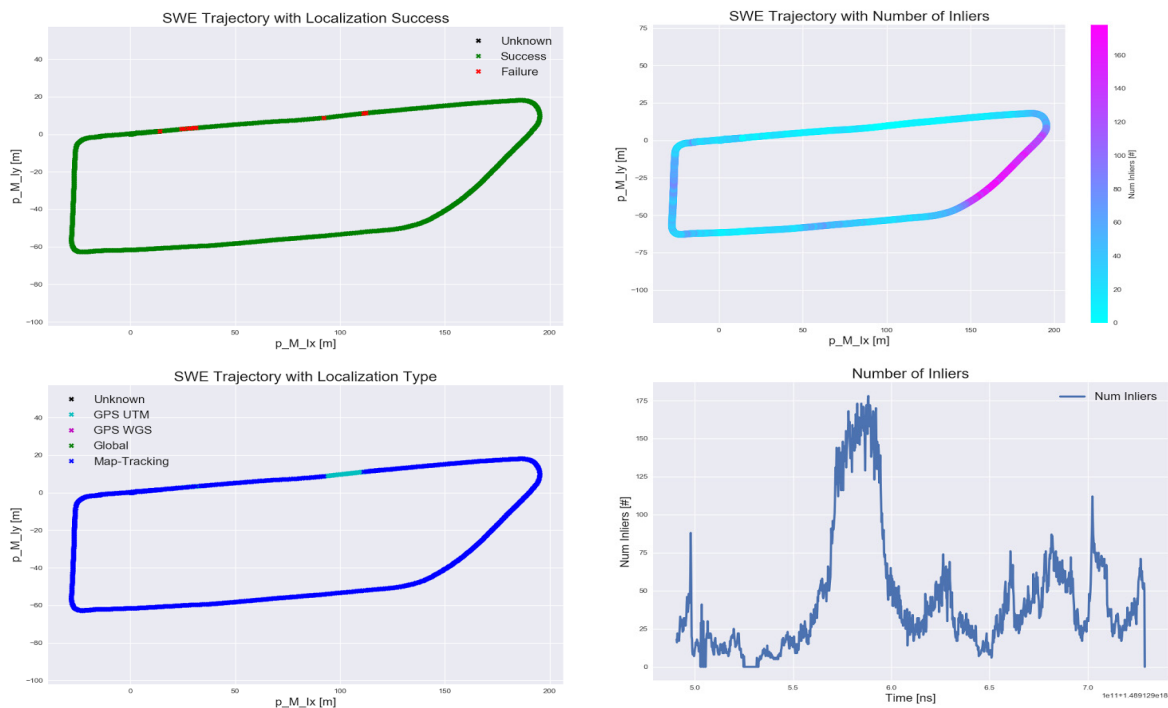 SWE Trajectory with Localization Success
Unknown
Success
Failure
40
20
0
−20
−40
−60
−80
−100
p_M_Iy [m]
0
50
100
150
200
p_M_Ix [m]
SWE Trajectory with Number of Inliers
75
50
25
0
−25
−50
−75
−100
p_M_Iy [m]
0
50
100
150
200
p_M_Ix [m]
160
140
120
100
80
60
40
20
0
Num Inliers [#]
SWE Trajectory with Localization Type
Unknown
GPS UTM
GPS WGS
Global
Map-Tracking
40
20
0
−20
−40
−60
−80
−100
p_M_Iy [m]
0
50
100
150
200
p_M_Ix [m]
Number of Inliers
Num Inliers
175
150
125
100
75
50
25
0
Num Inliers [#]
5.0
5.5
6.0
6.5
7.0
Time [ns]
1e11+1.489129e18